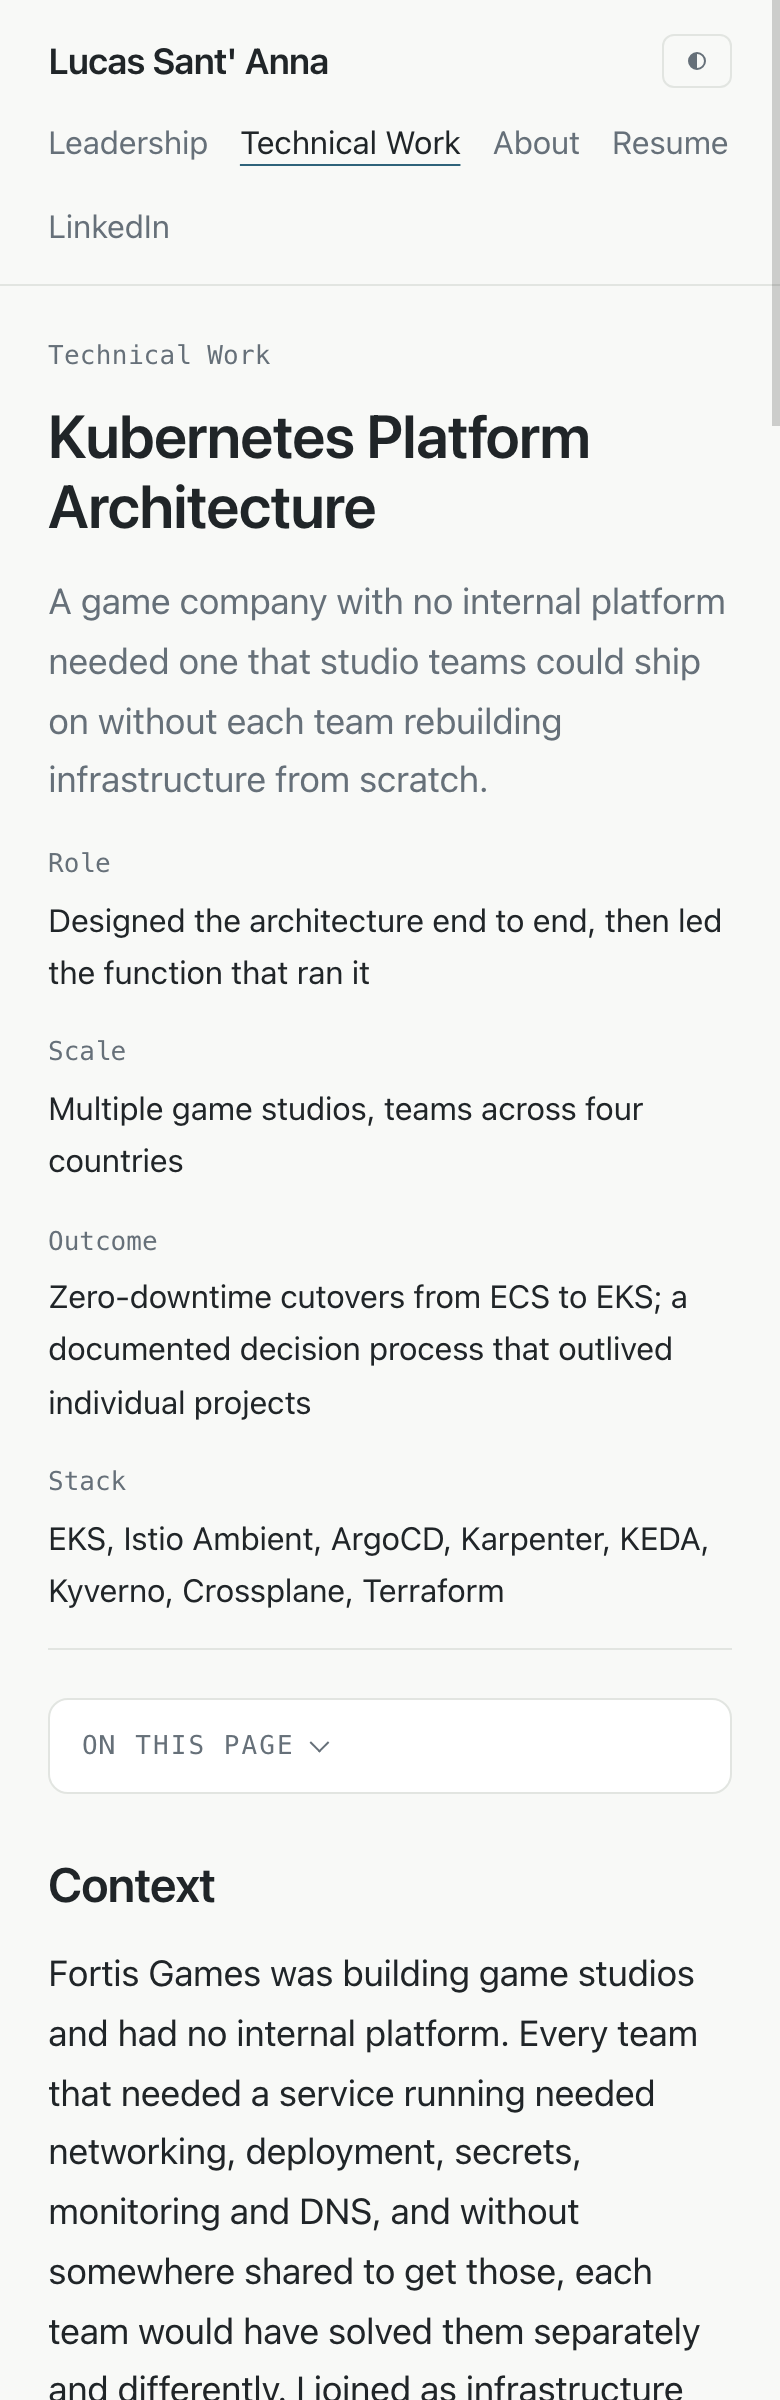 Lucas Sant' Anna
Leadership Technical Work About Resume
LinkedIn
Technical Work
Kubernetes Platform
Architecture
A game company with no internal platform
needed one that studio teams could ship
on without each team rebuilding
infrastructure from scratch.
Role
Designed the architecture end to end, then led
the function that ran it
Scale
Multiple game studios, teams across four
countries
Outcome
Zero-downtime cutovers from ECS to EKS; a
documented decision process that outlived
individual projects
Stack
EKS, Istio Ambient, ArgoCD, Karpenter, KEDA,
Kyverno, Crossplane, Terraform
ON THIS PAGE
Context
Fortis Games was building game studios
and had no internal platform. Every team
that needed a service running needed
networking, deployment, secrets,
monitoring and DNS, and without
somewhere shared to get those, each
team would have solved them separately
and differently. I joined as infrastructure